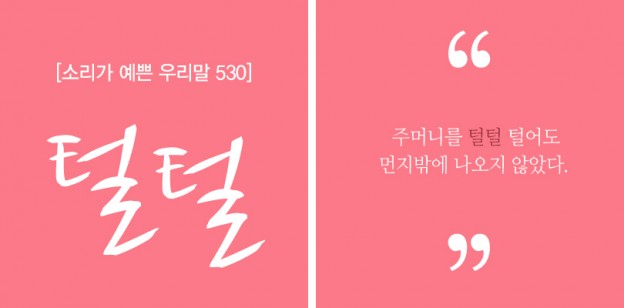 [소리가 예쁜 우리말 530]
털털
“
주머니를 털털 털어도
먼지밖에 나오지 않았다.
”